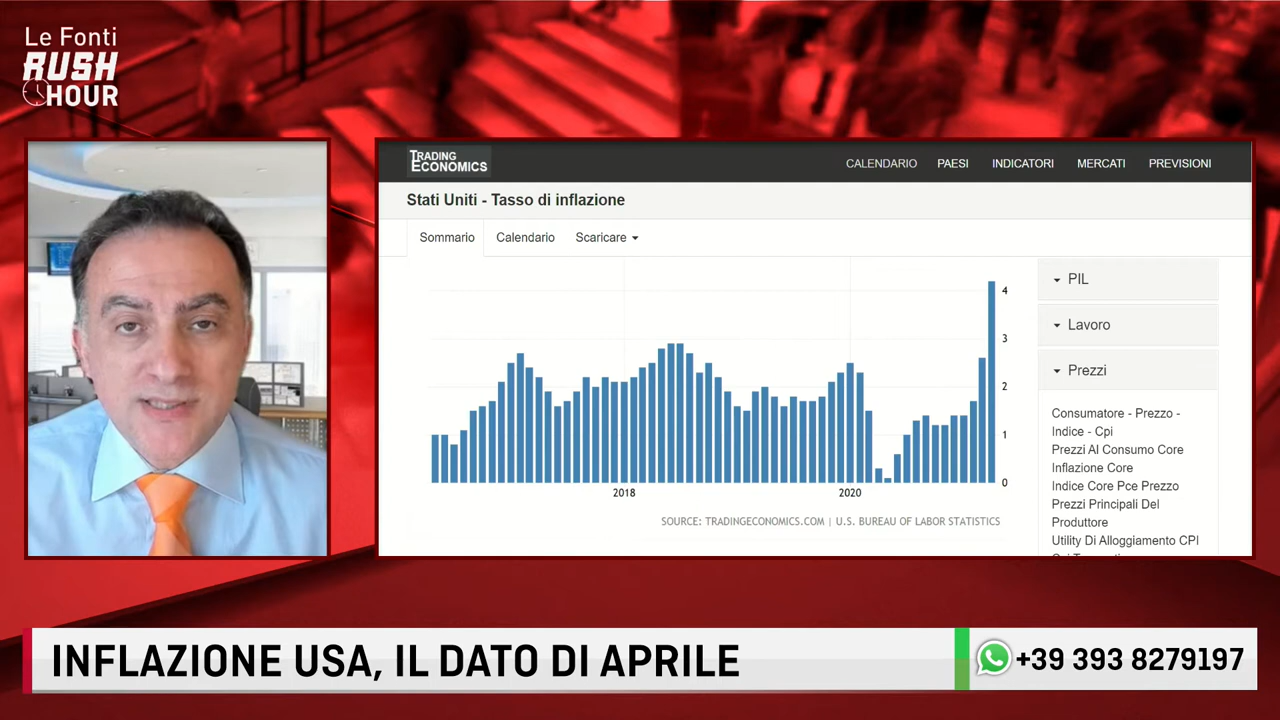 Le Fonti
RUSH
HOUR
TRADING
ECONOMICS
CALENDARIO PAESI INDICATORI MERCATI PREVISIONI
Stati Uniti - Tasso di inflazione
Sommario Calendario Scaricare
4
3
2
1
0
2018 2020
SOURCE: TRADINGECONOMICS.COM | U.S. BUREAU OF LABOR STATISTICS
PIL
Lavoro
Prezzi
Consumatore - Prezzo -
Indice - Cpi
Prezzi Al Consumo Core
Inflazione Core
Indice Core Pce Prezzo
Prezzi Principali Del
Produttore
Utility Di Alloggiamento CPI
INFLAZIONE USA, IL DATO DI APRILE
+39 393 8279197